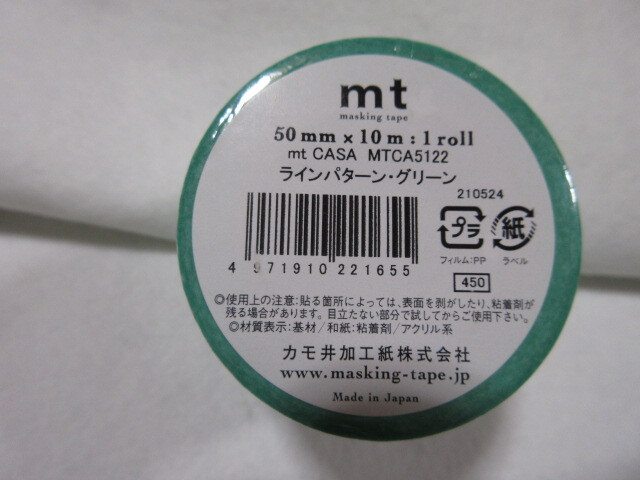 mt
masking tape
50mm x 10m : 1roll
mt CASA MTCA5122
ラインパターン・グリーン
210524
プラ
紙
フィルム:PP
ラベル
4 971910 221655
450
◎使用上の注意:貼る箇所によっては、表面を剥がしたり、粘着剤が
残る場合があります。目立たない部分で試してからご使用下さい。
◎材質表示:基材/和紙:粘着剤/アクリル系
カモ井加工紙株式会社
www.masking-tape.jp
Made in Japan